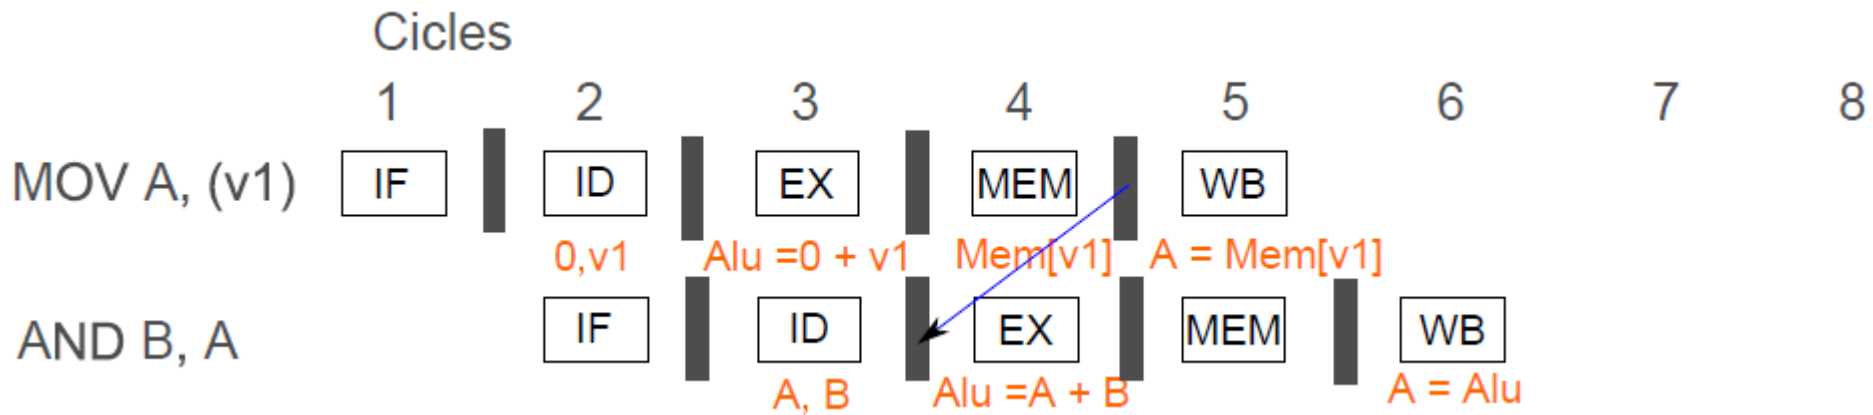 Cicles
1 2 3 4 5 6 7 8
MOV A, (v1) IF ID EX MEM WB
0,v1 Alu =0 + v1 Mem[v1] A = Mem[v1]
AND B, A IF ID EX MEM WB
A, B Alu =A + B A = Alu